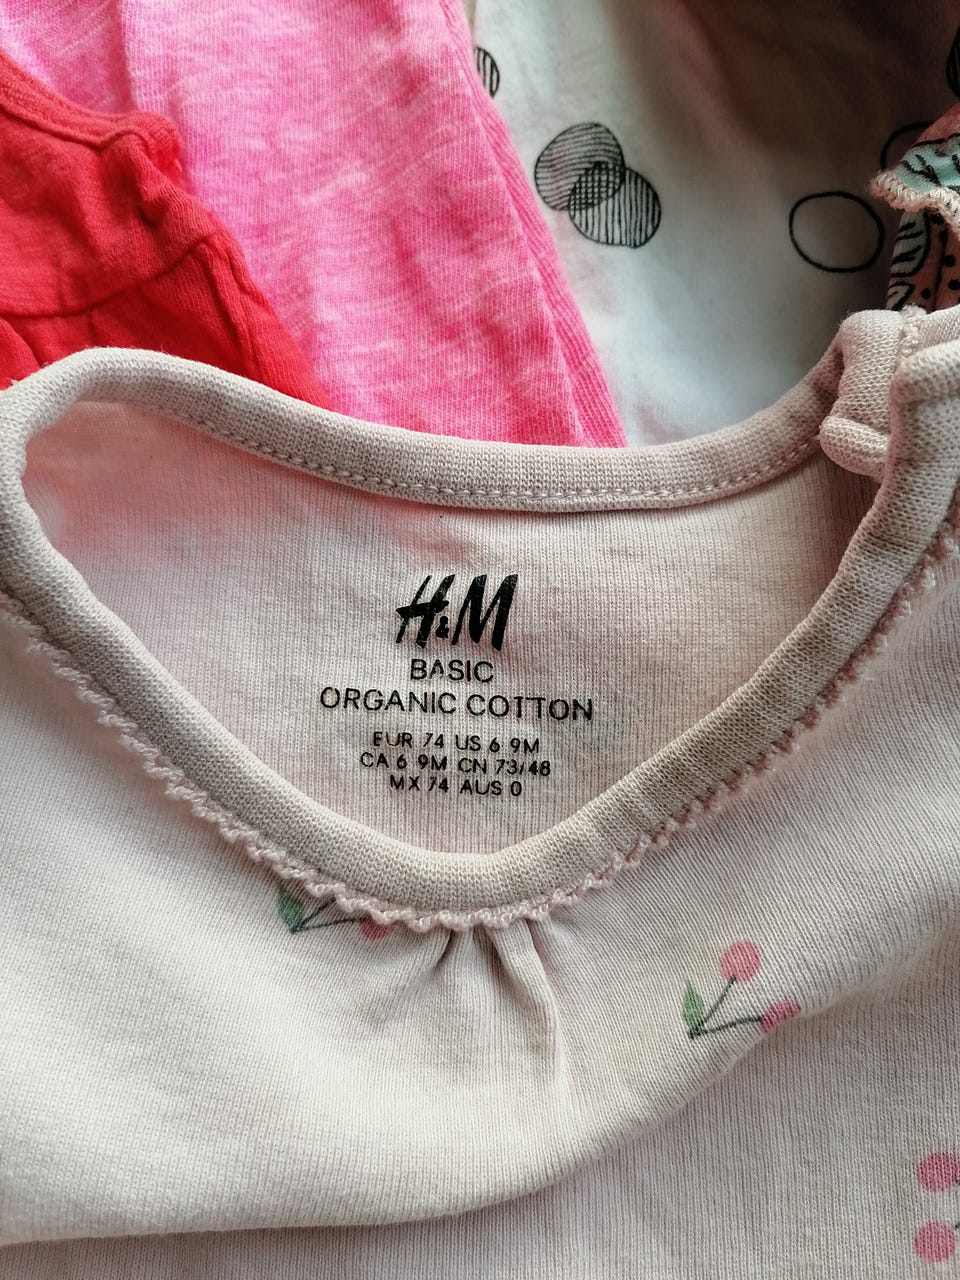 H&M
BASIC
ORGANIC COTTON
EUR 74 US 6 9M
CA 6 9M CN 73/48
MX 74 AUS 0